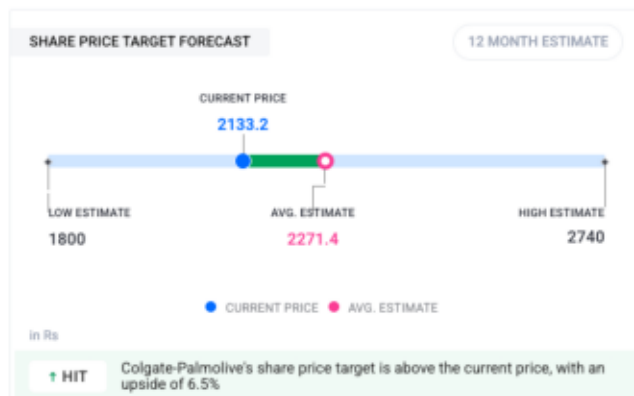 SHARE PRICE TARGET FORECAST
12 MONTH ESTIMATE
CURRENT PRICE
2133.2
LOW ESTIMATE
AVG. ESTIMATE
HIGH ESTIMATE
1800
2271.4
2740
CURRENT PRICE
AVG. ESTIMATE
in Rs
↑ HIT
Colgate-Palmolive's share price target is above the current price, with an
upside of 6.5%